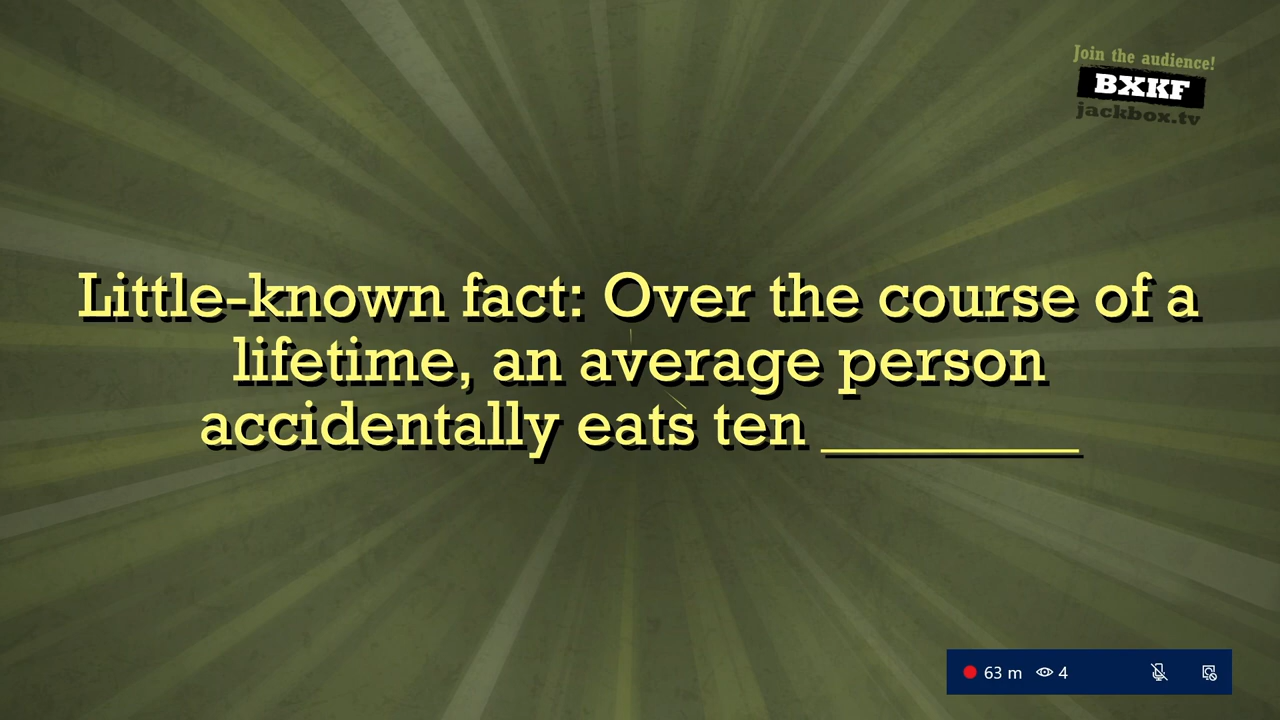 Join the audience!
BXKF
jackbox.tv
Little-known fact: Over the course of a
lifetime, an average person
accidentally eats ten ________
63 m 4